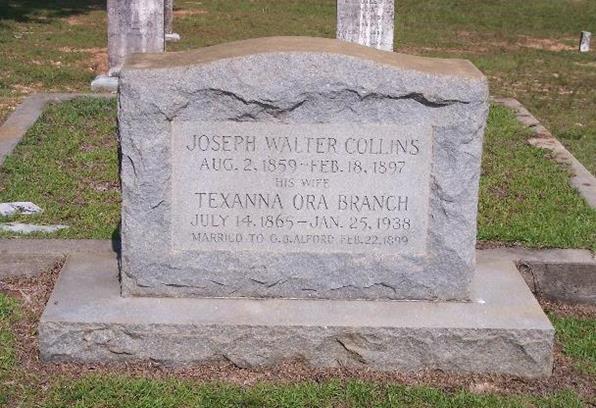 JOSEPH WALTER COLLINS
AUG. 2, 1859 - FEB. 18, 1897
HIS WIFE
TEXANNA ORA BRANCH
JULY 14, 1865 - JAN. 25, 1938
MARRIED TO G.B. ALFORD FEB. 22, 1899